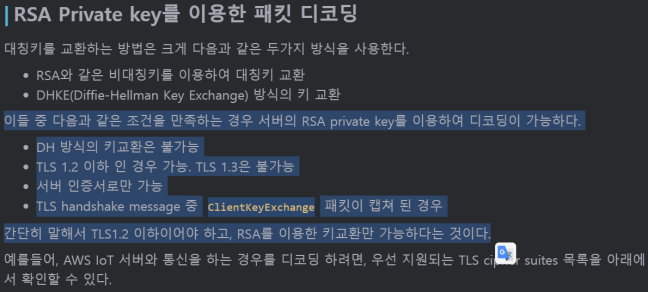 RSA Private key를 이용한 패킷 디코딩
대칭키를 교환하는 방법은 크게 다음과 같은 두가지 방식을 사용한다.
• RSA와 같은 비대칭키를 이용하여 대칭키 교환
• DHKE(Diffie-Hellman Key Exchange) 방식의 키 교환
이들 중 다음과 같은 조건을 만족하는 경우 서버의 RSA private key를 이용하여 디코딩이 가능하다.
• DH 방식의 키교환은 불가능
• TLS 1.2 이하 인 경우 가능. TLS 1.3은 불가능
• 서버 인증서로만 가능
• TLS handshake message 중 ClientKeyExchange 패킷이 캡쳐 된 경우
간단히 말해서 TLS1.2 이하이어야 하고, RSA를 이용한 키교환만 가능하다는 것이다.
예를들어, AWS IoT 서버와 통신을 하는 경우를 디코딩 하려면, 우선 지원되는 TLS cipher suites 목록을 아래에
서 확인할 수 있다.